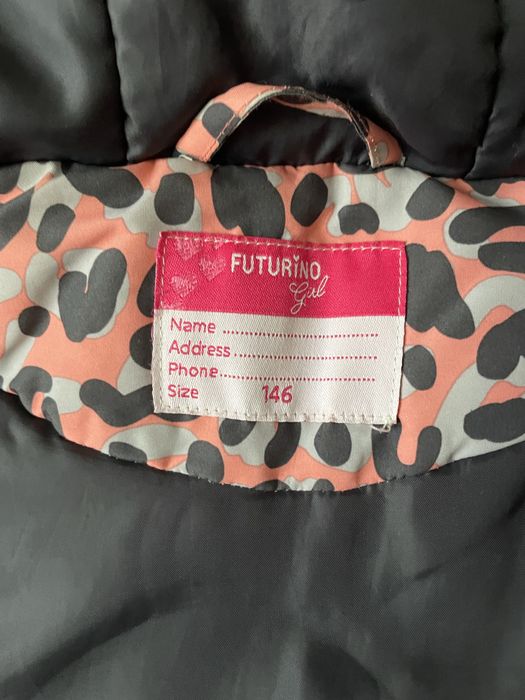 FUTURINO
Girl
Name ..............................
Address ..........................
Phone.............................
Size 146